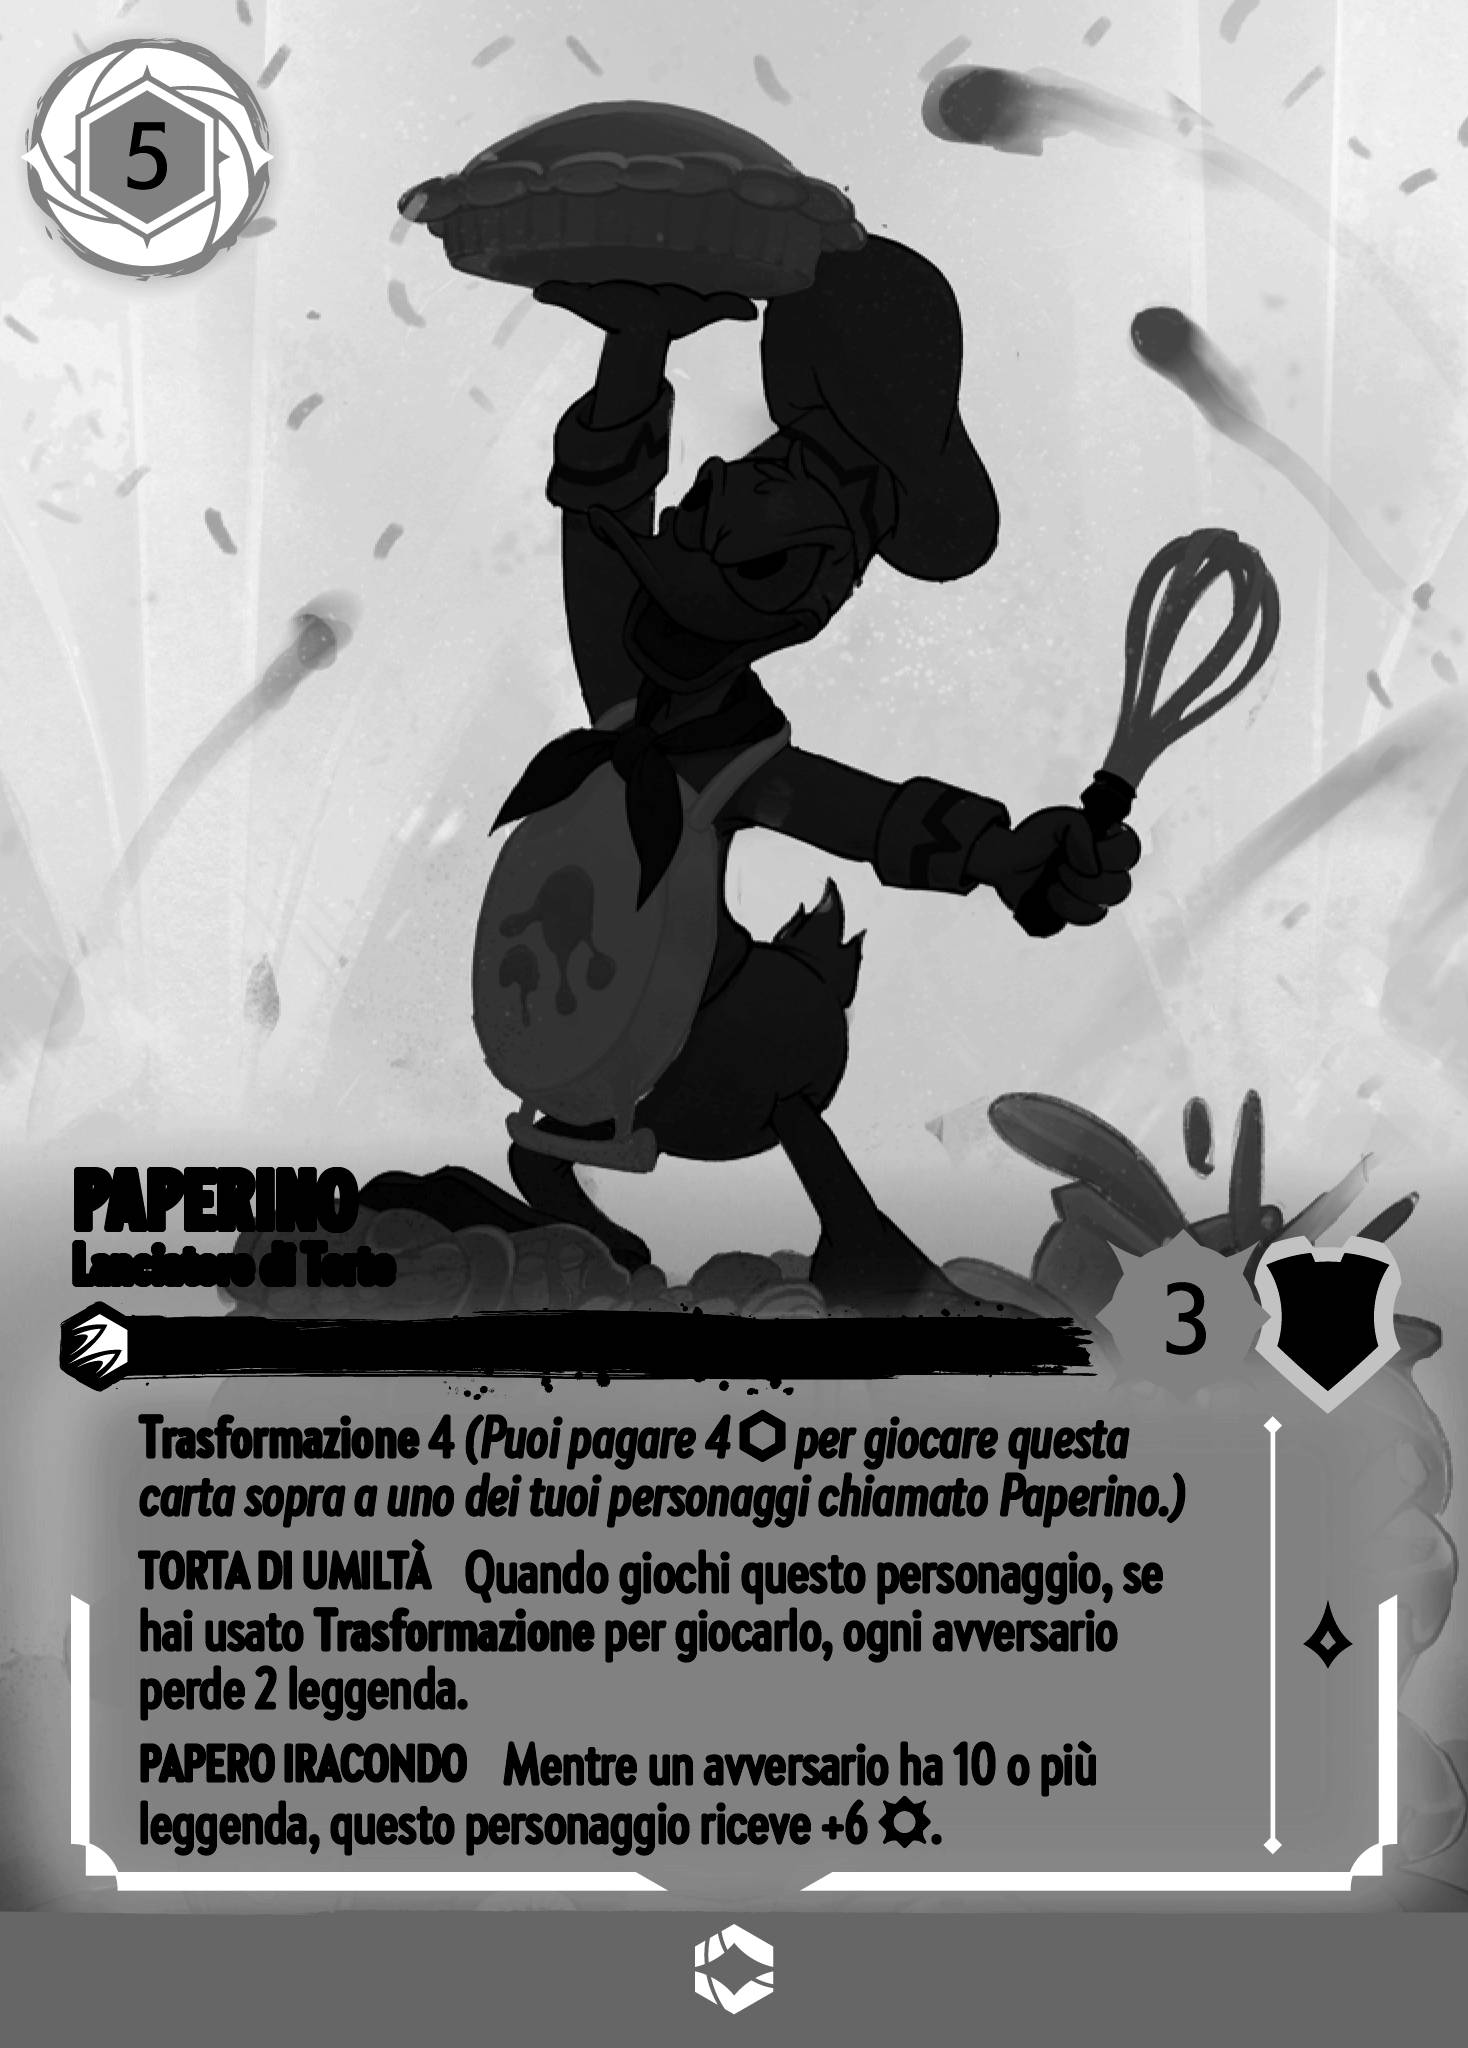 5
PAPERINO
Lanciatore di Torte
3
Trasformazione 4 (Puoi pagare 4 per giocare questa
carta sopra a uno dei tuoi personaggi chiamato Paperino.)
TORTA DI UMILTÀ Quando giochi questo personaggio, se
hai usato Trasformazione per giocarlo, ogni avversario
perde 2 leggenda.
PAPERO IRACONDO Mentre un avversario ha 10 o più
leggenda, questo personaggio riceve +6 .